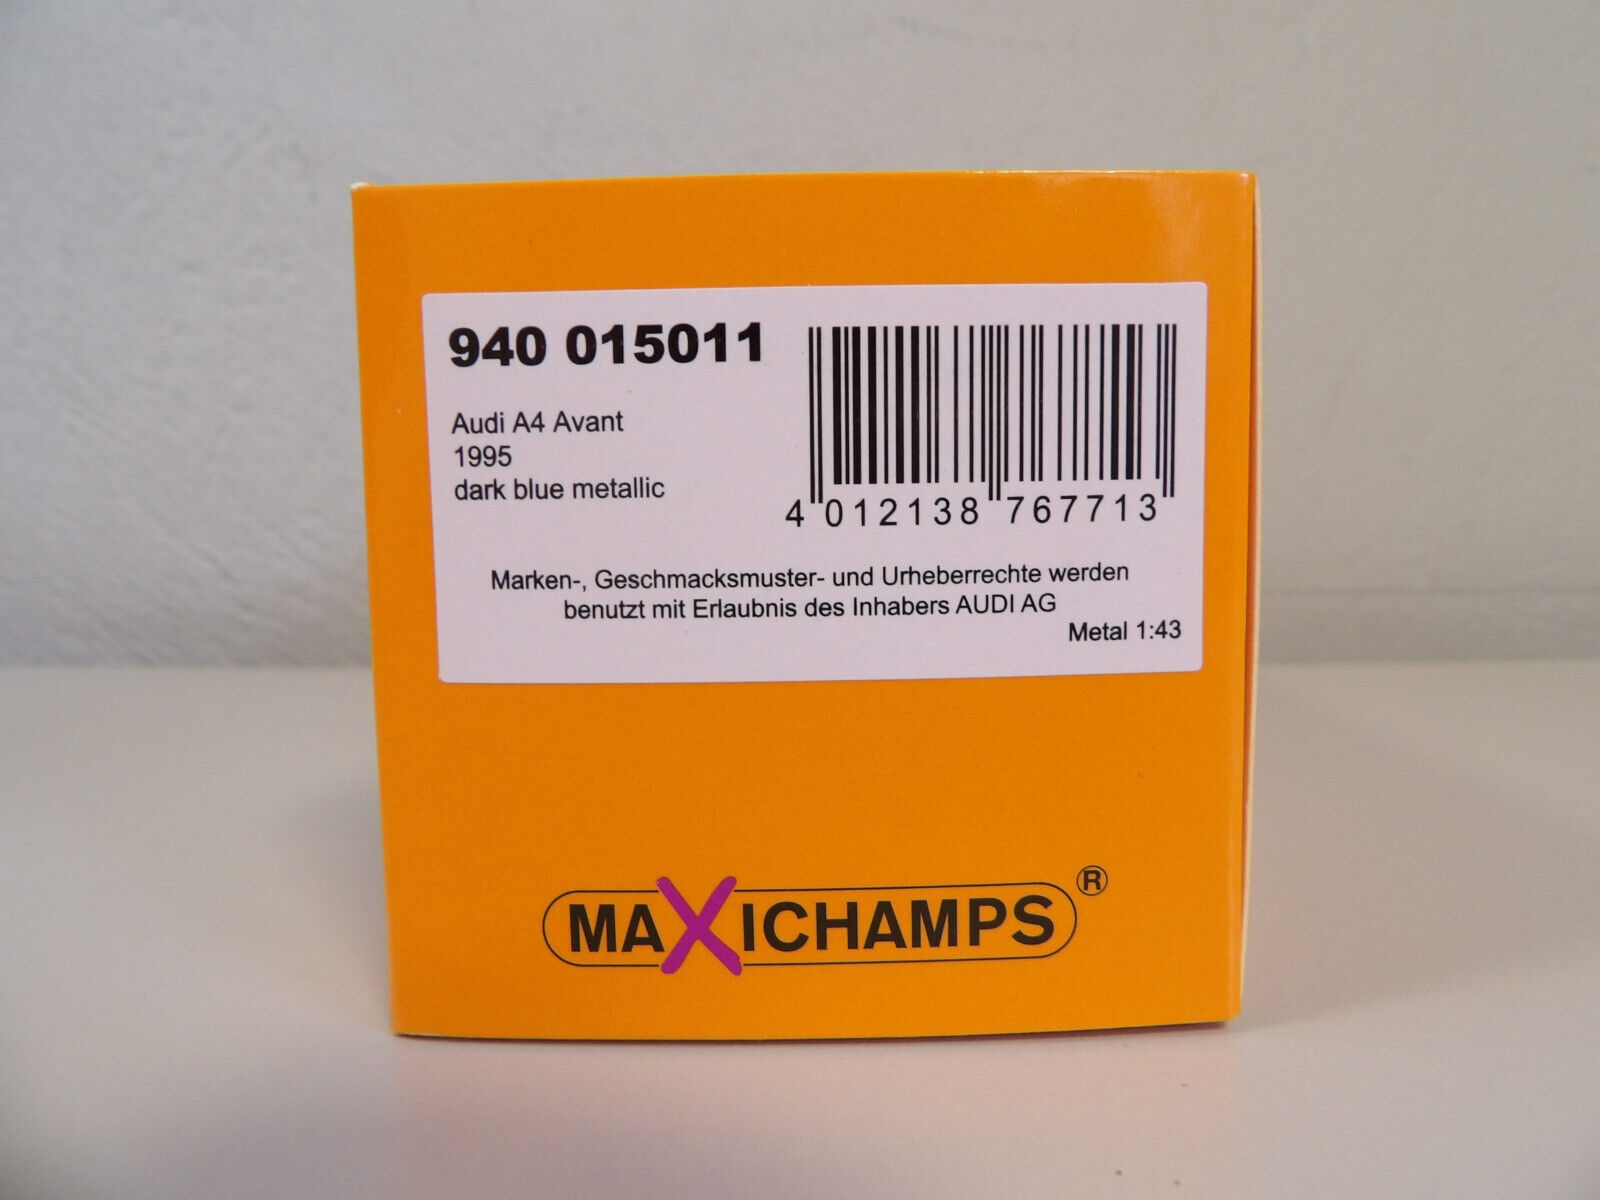 940 015011
Audi A4 Avant
1995
dark blue metallic
4 012138 767713
Marken-, Geschmacksmuster- und Urheberrechte werden
benutzt mit Erlaubnis des Inhabers AUDI AG
Metal 1:43
MAXICHAMPS ®